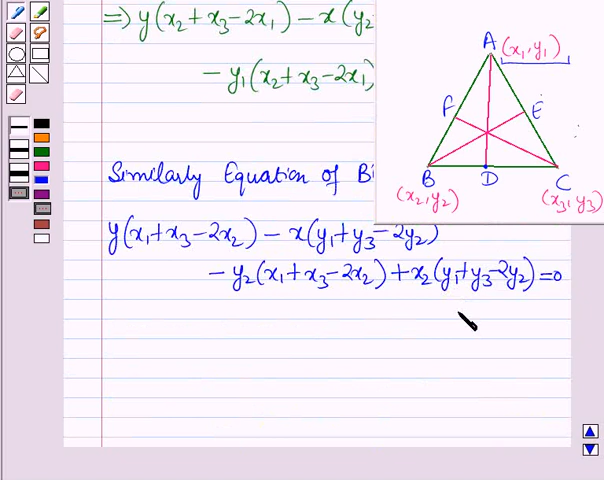 ⇒ y(x₂+x₃−2x₁) − x(y₂
− y₁(x₂+x₃−2x₁)
Similarly Equation of B
y(x₁+x₃−2x₂) − x(y₁+y₃−2y₂)
− y₂(x₁+x₃−2x₂) + x₂(y₁+y₃−2y₂) = 0
A (x₁, y₁)
F
E
B
D
C
(x₂, y₂)
(x₃, y₃)